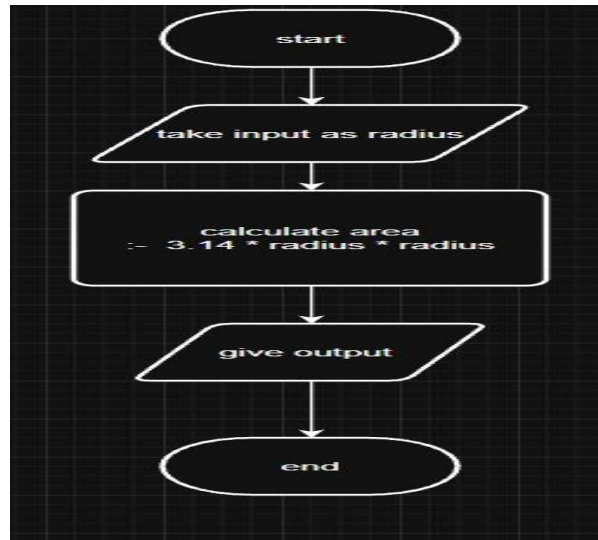 start
take input as radius
calculate area
:- 3.14 * radius * radius
give output
end